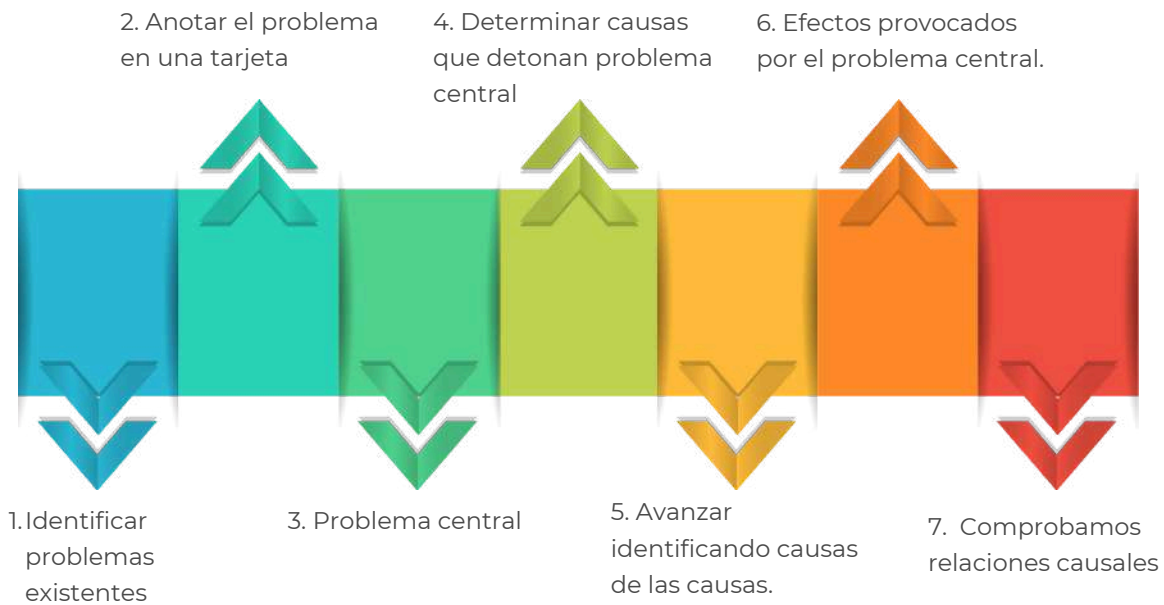 1. Identificar
problemas
existentes
2. Anotar el problema
en una tarjeta
3. Problema central
4. Determinar causas
que detonan problema
central
5. Avanzar
identificando causas
de las causas.
6. Efectos provocados
por el problema central.
7. Comprobamos
relaciones causales